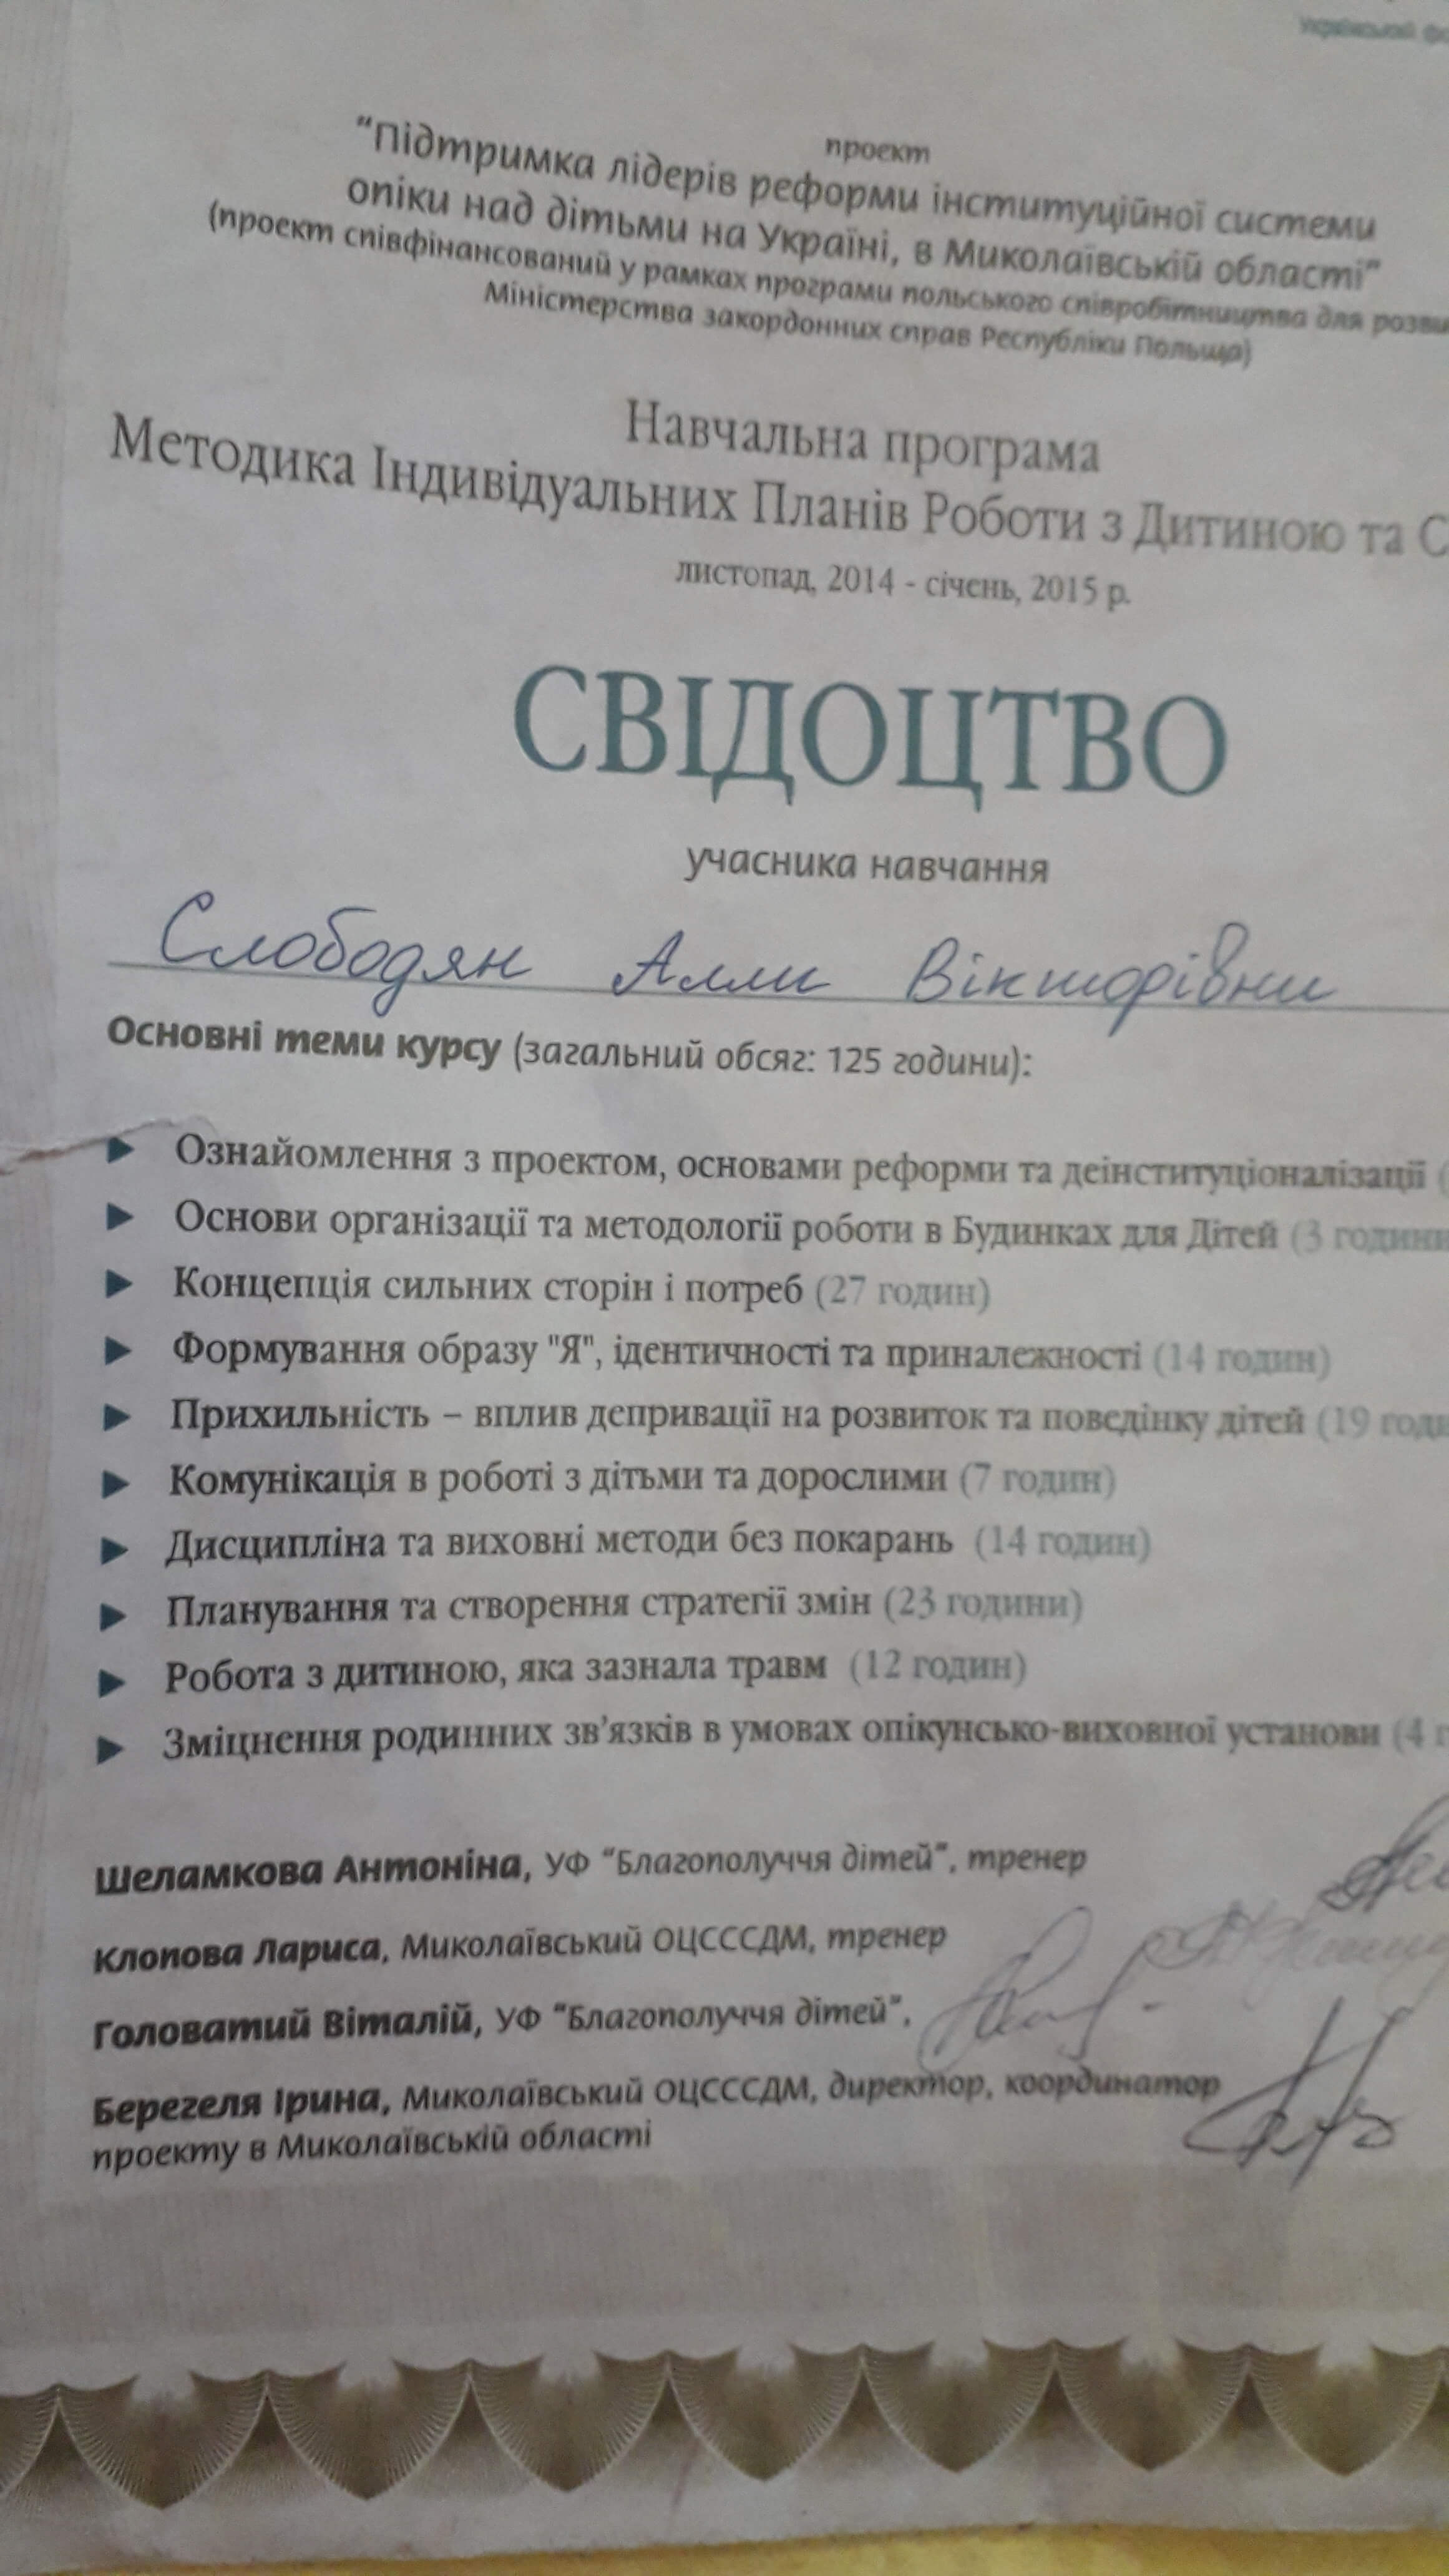 Український
проект
“Підтримка лідерів реформи інституційної системи
опіки над дітьми на Україні, в Миколаївській області”
(проект співфінансований у рамках програми польського співробітництва для
Міністерства закордонних справ Республіки Польща)
Навчальна програма
Методика Індивідуальних Планів Роботи з Дитиною та
листопад, 2014 - січень, 2015 р.
СВІДОЦТВО
учасника навчання
Слободян Алли Вікторівни
Основні теми курсу (загальний обсяг: 125 години):
► Ознайомлення з проектом, основами реформи та деінституціоналізації (
► Основи організації та методології роботи в Будинках для Дітей (3 години
► Концепція сильних сторін і потреб (27 годин)
► Формування образу "Я", ідентичності та приналежності (14 годин)
► Прихильність – вплив депривації на розвиток та поведінку дітей (19
► Комунікація в роботі з дітьми та дорослими (7 годин)
► Дисципліна та виховні методи без покарань (14 годин)
► Планування та створення стратегії змін (23 години)
► Робота з дитиною, яка зазнала травм (12 годин)
► Зміцнення родинних зв’язків в умовах опікунсько-виховної установи (4
Шеламкова Антоніна, УФ “Благополуччя дітей”, тренер
Клопова Лариса, Миколаївський ОЦСССДМ, тренер
Головатий Віталій, УФ “Благополуччя дітей”,
Берегеля Ірина, Миколаївський ОЦСССДМ, директор, координатор
проекту в Миколаївській області